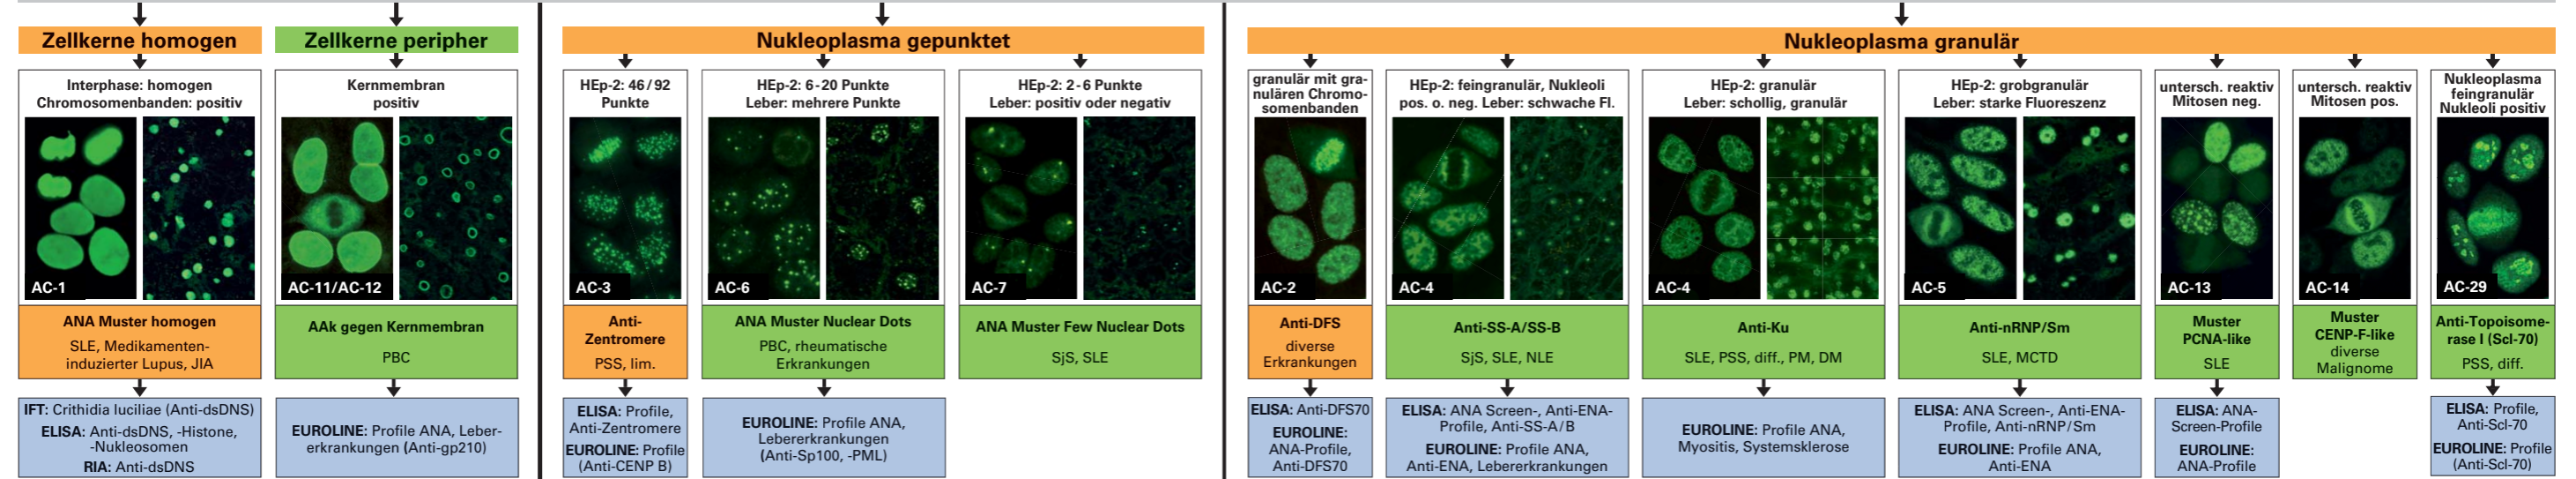 Zellkerne homogen
Interphase: homogen
Chromosomenbanden: positiv
AC-1
ANA Muster homogen
SLE, Medikamenten-
induzierter Lupus, JIA
IFT: Crithidia luciliae (Anti-dsDNS)
ELISA: Anti-dsDNS, -Histone,
-Nukleosomen
RIA: Anti-dsDNS
Zellkerne peripher
Kernmembran
positiv
AC-11/AC-12
AAk gegen Kernmembran
PBC
EUROLINE: Profile ANA, Leber-
erkrankungen (Anti-gp210)
Nukleoplasma gepunktet
HEp-2: 46/92
Punkte
AC-3
Anti-
Zentromere
PSS, lim.
ELISA: Profile,
Anti-Zentromere
EUROLINE: Profile
(Anti-CENP B)
HEp-2: 6-20 Punkte
Leber: mehrere Punkte
AC-6
ANA Muster Nuclear Dots
PBC, rheumatische
Erkrankungen
EUROLINE: Profile ANA,
Lebererkrankungen
(Anti-Sp100, -PML)
HEp-2: 2-6 Punkte
Leber: positiv oder negativ
AC-7
ANA Muster Few Nuclear Dots
SjS, SLE
Nukleoplasma granulär
granulär mit gra-
nulären Chromo-
somenbanden
AC-2
Anti-DFS
diverse
Erkrankungen
ELISA: Anti-DFS70
EUROLINE:
ANA-Profile,
Anti-DFS70
HEp-2: feingranulär, Nukleoli
pos. o. neg. Leber: schwache Fl.
AC-4
Anti-SS-A/SS-B
SjS, SLE, NLE
ELISA: ANA Screen-, Anti-ENA-
Profile, Anti-SS-A/B
EUROLINE: Profile ANA,
Anti-ENA, Lebererkrankungen
HEp-2: granulär
Leber: schollig, granulär
AC-4
Anti-Ku
SLE, PSS, diff., PM, DM
EUROLINE: Profile ANA,
Myositis, Systemsklerose
HEp-2: grobgranulär
Leber: starke Fluoreszenz
AC-5
Anti-nRNP/Sm
SLE, MCTD
ELISA: ANA Screen-, Anti-ENA-
Profile, Anti-nRNP/Sm
EUROLINE: Profile ANA,
Anti-ENA
untersch. reaktiv
Mitosen neg.
AC-13
Muster
PCNA-like
SLE
ELISA: ANA-
Screen-Profile
EUROLINE:
ANA-Profile
untersch. reaktiv
Mitosen pos.
AC-14
Muster
CENP-F-like
diverse
Malignome
Nukleoplasma
feingranulär
Nukleoli positiv
AC-29
Anti-Topoisome-
rase I (Scl-70)
PSS, diff.
ELISA: Profile,
Anti-Scl-70
EUROLINE: Profile
(Anti-Scl-70)